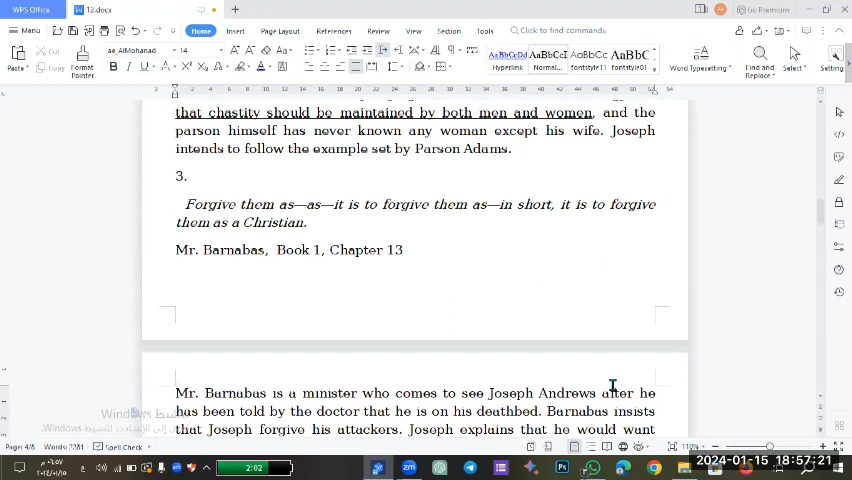 WPS Office
12.docx
Go Premium
Menu
Home
Insert
Page Layout
References
Review
View
Section
Tools
Click to find commands
Paste
Cut
Copy
Format
Painter
ae_AlMohanad
14
AaBbCcDd
Hyperlink
Normal...
fontstyle11
fontstyle01
Word Typesetting
Find and
Replace
Select
Setting
that chastity should be maintained by both men and women, and the
parson himself has never known any woman except his wife. Joseph
intends to follow the example set by Parson Adams.
3.
Forgive them as—as—it is to forgive them as—in short, it is to forgive
them as a Christian.
Mr. Barnabas, Book 1, Chapter 13
Mr. Barnabas is a minister who comes to see Joseph Andrews after he
has been told by the doctor that he is on his deathbed. Barnabas insists
that Joseph forgive his attackers. Joseph explains that he would want
تنشيط Windows
Page: 4/8
Spell Check
110%
2:02
2024-01-15 18:57:21